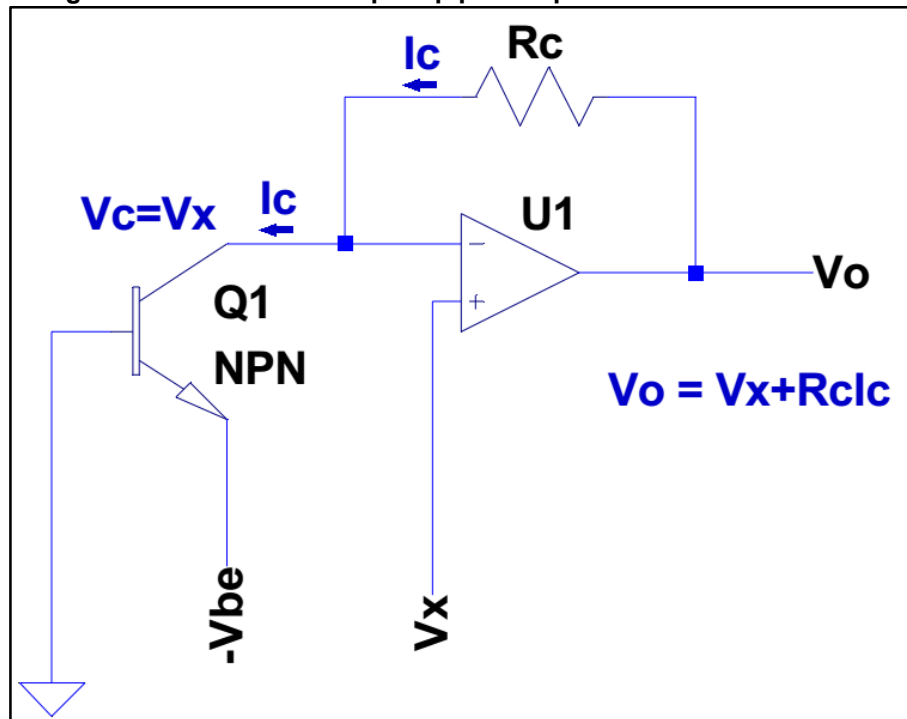 Rc
Ic
Vc=Vx
Ic
U1
Vo
Q1
NPN
Vo = Vx+RcIc
-Vbe
Vx